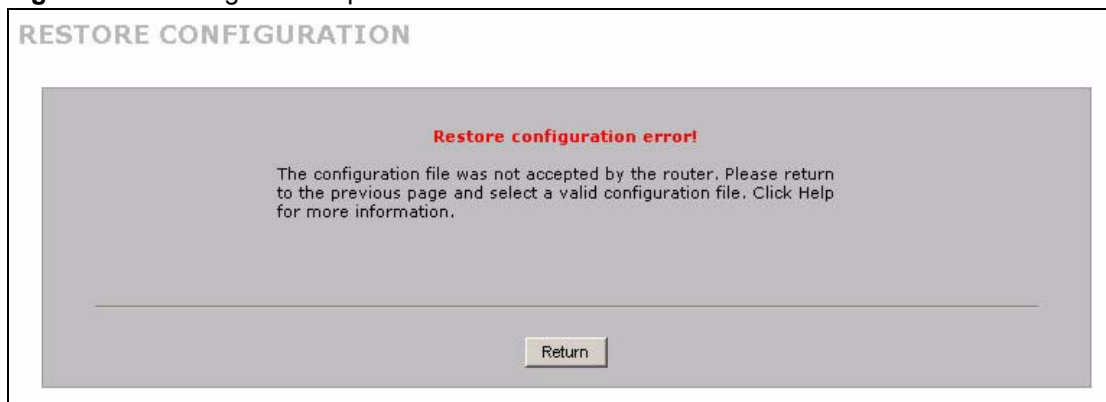 RESTORE CONFIGURATION
Restore configuration error!
The configuration file was not accepted by the router. Please return
to the previous page and select a valid configuration file. Click Help
for more information.
Return